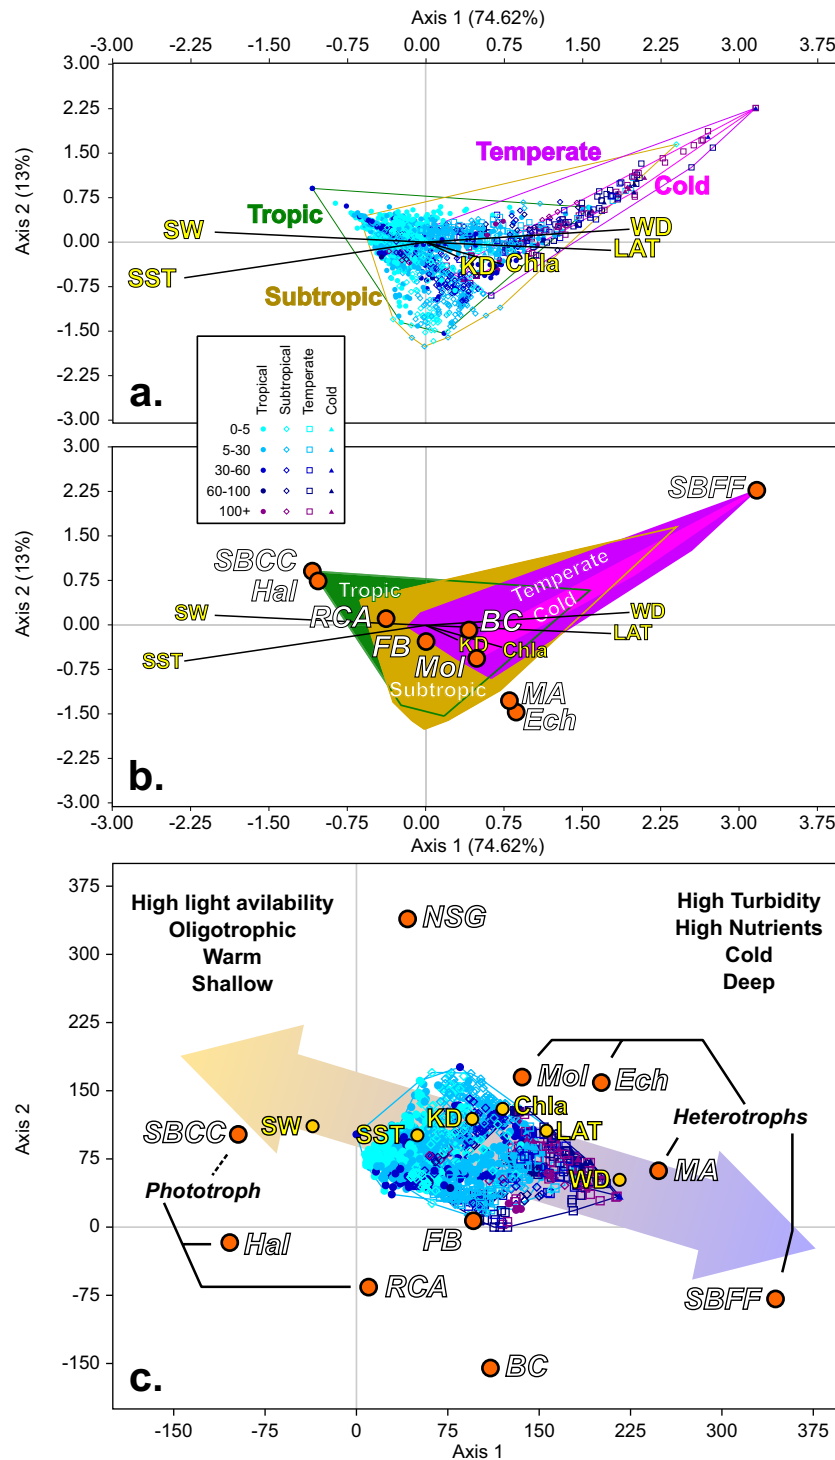 Axis 1 (74.62%)
-3.00 -2.25 -1.50 -0.75 0.00 0.75 1.50 2.25 3.00 3.75
3.00
2.25
1.50
0.75
0.00
-0.75
-1.50
-2.25
-3.00
Axis 2 (13%)
Temperate
Cold
Tropic
SW
WD
LAT
SST
KD
Chla
Subtropic
a.
Tropical
Subtropical
Temperate
Cold
0-5
5-30
30-60
60-100
100+
3.00
2.25
1.50
0.75
0.00
-0.75
-1.50
-2.25
-3.00
Axis 2 (13%)
SBFF
SBCC
Hal
Tropic
Temperate
Cold
SW
RCA
BC
WD
LAT
FB
KD
Chla
SST
Mol
Subtropic
MA
Ech
b.
-3.00 -2.25 -1.50 -0.75 0.00 0.75 1.50 2.25 3.00 3.75
Axis 1 (74.62%)
375
300
225
150
75
0
-75
-150
Axis 2
High light avilability
Oligotrophic
Warm
Shallow
NSG
High Turbidity
High Nutrients
Cold
Deep
Mol
Ech
Chla
KD
SW
SST
LAT
Heterotrophs
SBCC
MA
WD
Phototroph
FB
Hal
RCA
SBFF
BC
c.
-150 -75 0 75 150 225 300 375
Axis 1